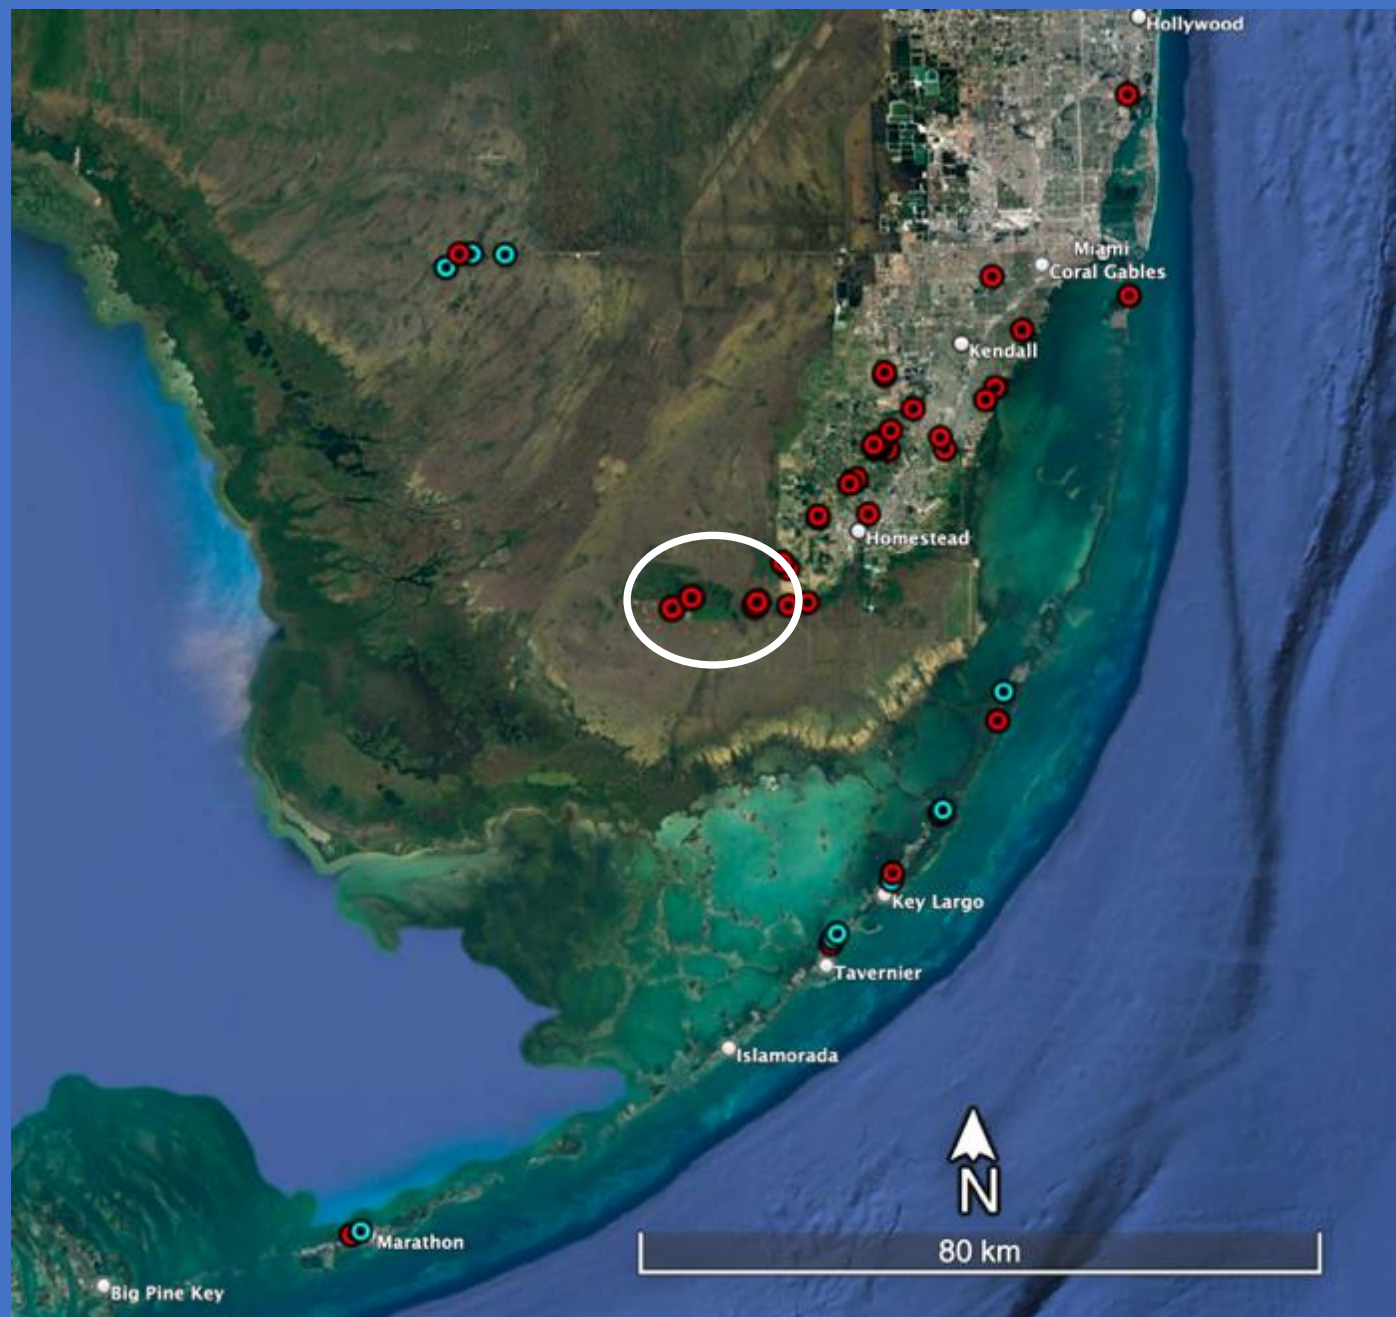 Hollywood
Miami
Coral Gables
Kendall
Homestead
Key Largo
Tavernier
Islamorada
N
80 km
Marathon
Big Pine Key